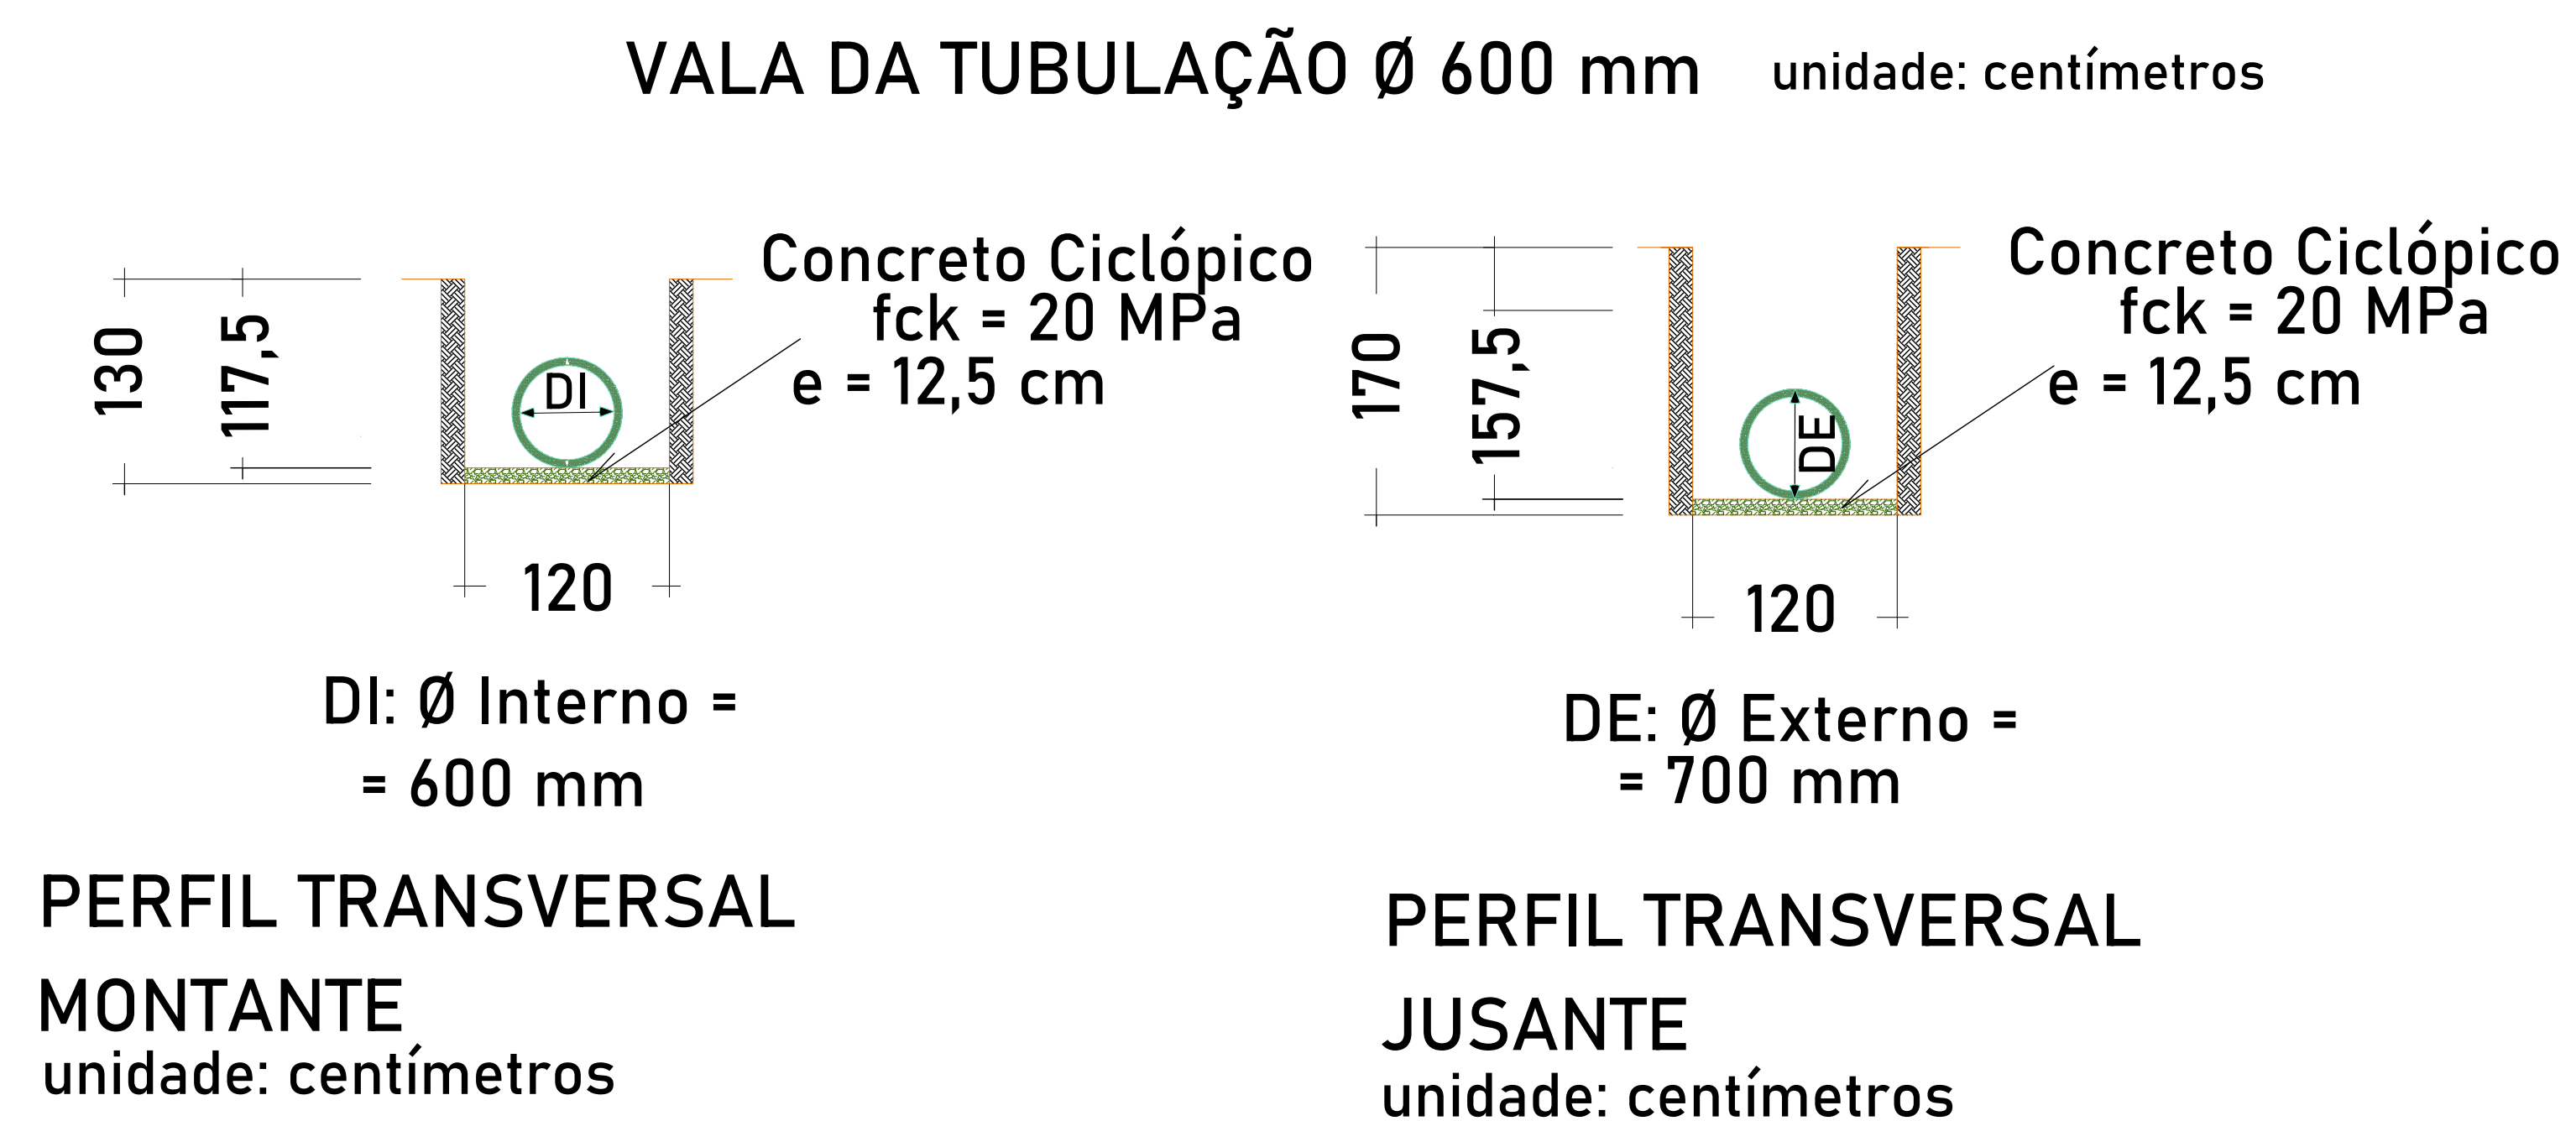 VALA DA TUBULAÇÃO Ø 600 mm unidade: centímetros
Concreto Ciclópico
fck = 20 MPa
e = 12,5 cm
130
117,5
DI
120
DI: Ø Interno =
= 600 mm
PERFIL TRANSVERSAL
MONTANTE
unidade: centímetros
Concreto Ciclópico
fck = 20 MPa
e = 12,5 cm
170
157,5
DE
120
DE: Ø Externo =
= 700 mm
PERFIL TRANSVERSAL
JUSANTE
unidade: centímetros